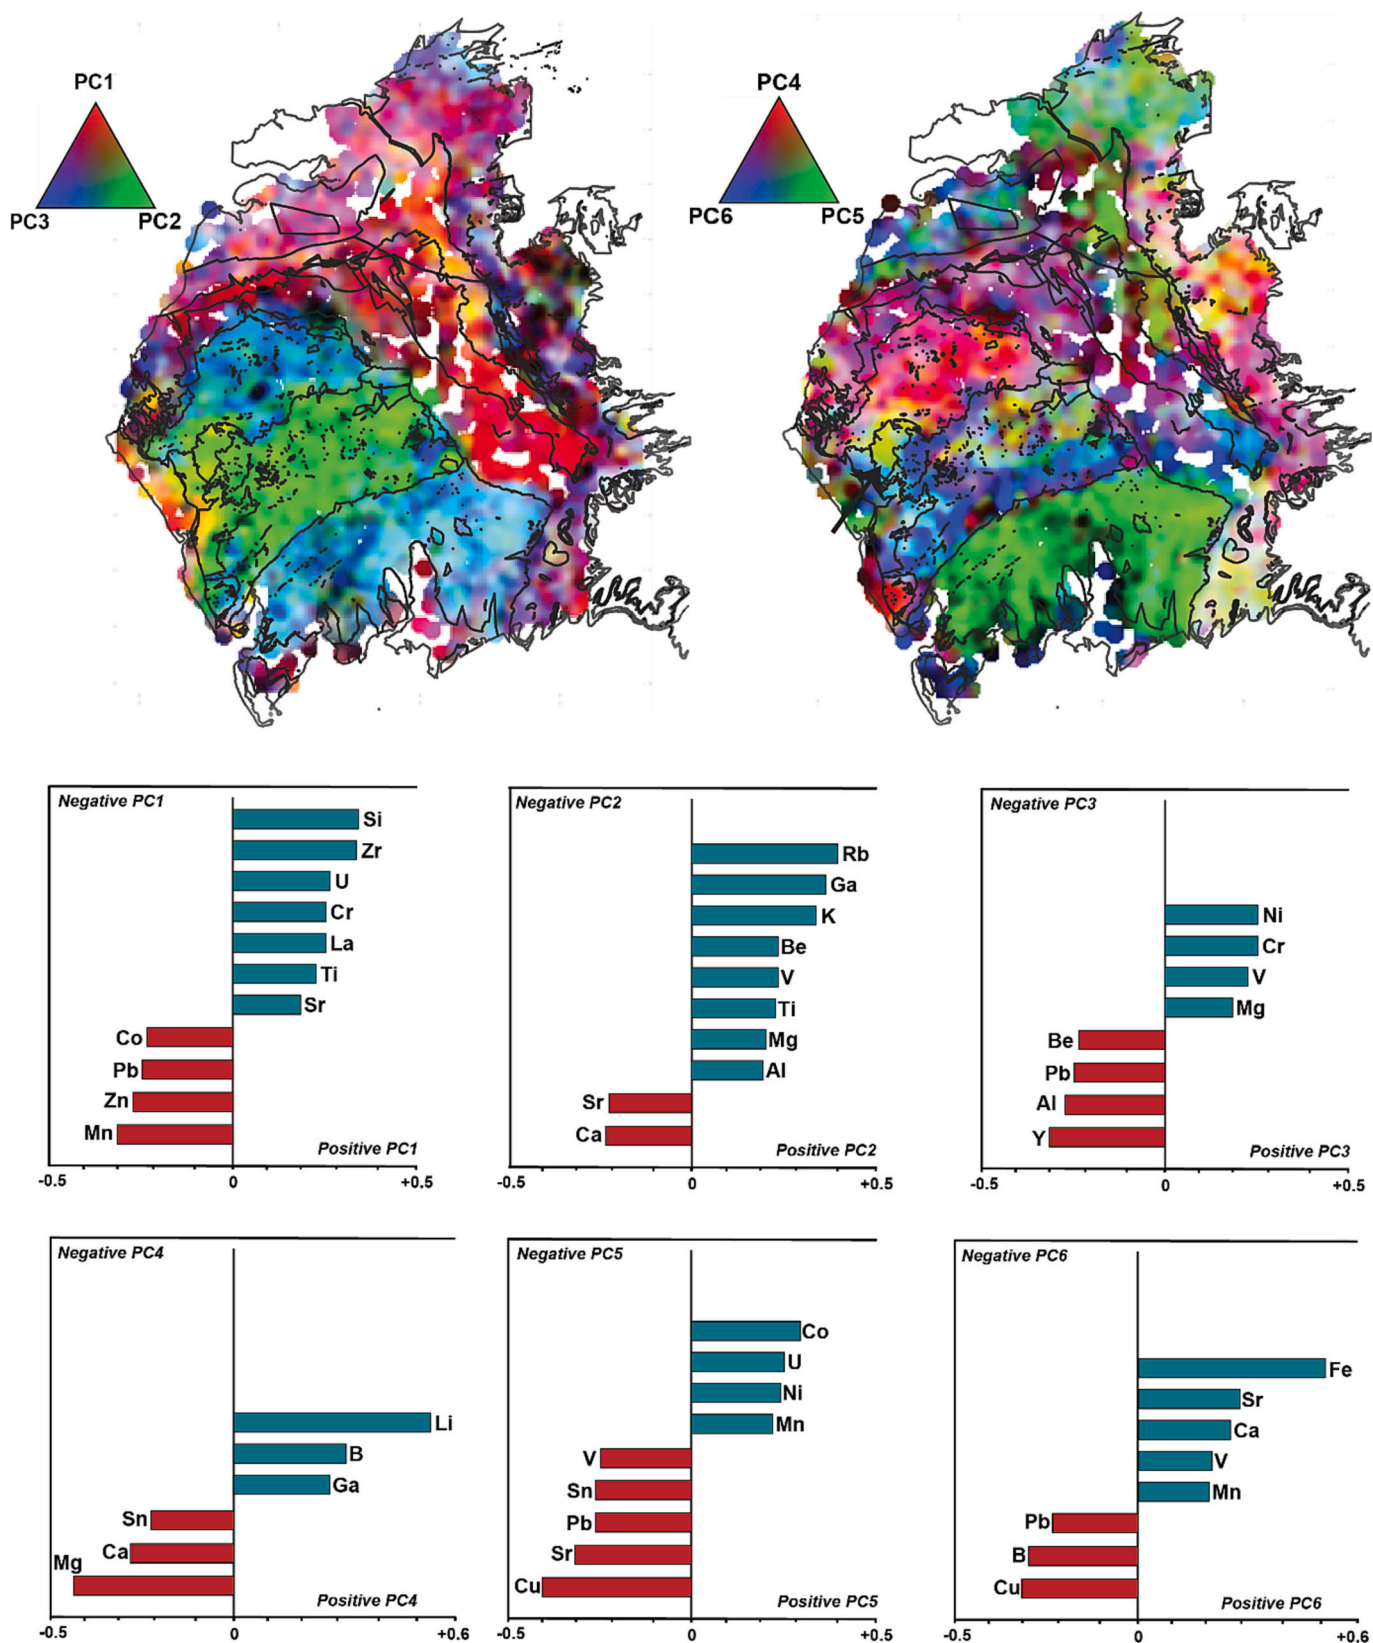 PC1
PC3 PC2
PC4
PC6 PC5
Negative PC1
Si
Zr
U
Cr
La
Ti
Sr
Co
Pb
Zn
Mn
Positive PC1
-0.5 0 +0.5
Negative PC2
Rb
Ga
K
Be
V
Ti
Mg
Al
Sr
Ca
Positive PC2
-0.5 0 +0.5
Negative PC3
Ni
Cr
V
Mg
Be
Pb
Al
Y
Positive PC3
-0.5 0 +0.5
Negative PC4
Li
B
Ga
Sn
Ca
Mg
Positive PC4
-0.5 0 +0.6
Negative PC5
Co
U
Ni
Mn
V
Sn
Pb
Sr
Cu
Positive PC5
-0.5 0 +0.5
Negative PC6
Fe
Sr
Ca
V
Mn
Pb
B
Cu
Positive PC6
-0.5 0 +0.6